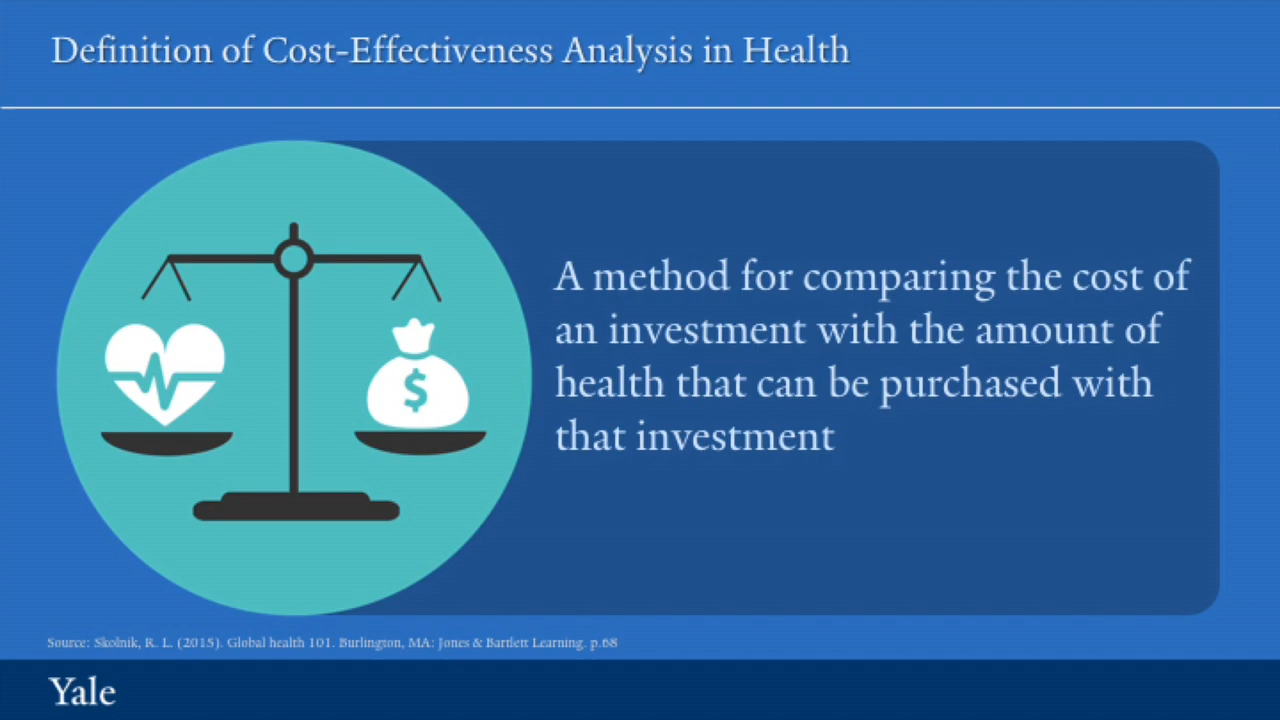 Definition of Cost-Effectiveness Analysis in Health
A method for comparing the cost of
an investment with the amount of
health that can be purchased with
that investment
$
Source: Skolnik, R. L. (2015). Global health 101. Burlington, MA: Jones & Bartlett Learning. p.68
Yale